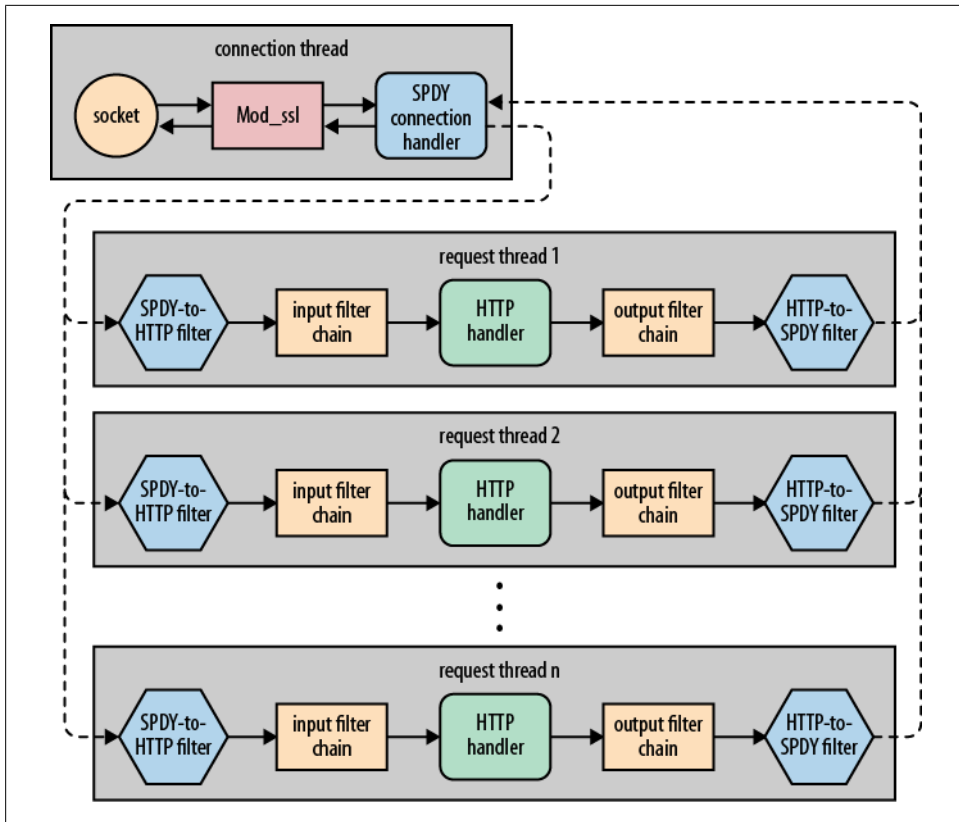 connection thread
socket
Mod_ssl
SPDY
connection
handler
request thread 1
SPDY-to-
HTTP filter
input filter
chain
HTTP
handler
output filter
chain
HTTP-to-
SPDY filter
request thread 2
SPDY-to-
HTTP filter
input filter
chain
HTTP
handler
output filter
chain
HTTP-to-
SPDY filter
request thread n
SPDY-to-
HTTP filter
input filter
chain
HTTP
handler
output filter
chain
HTTP-to-
SPDY filter